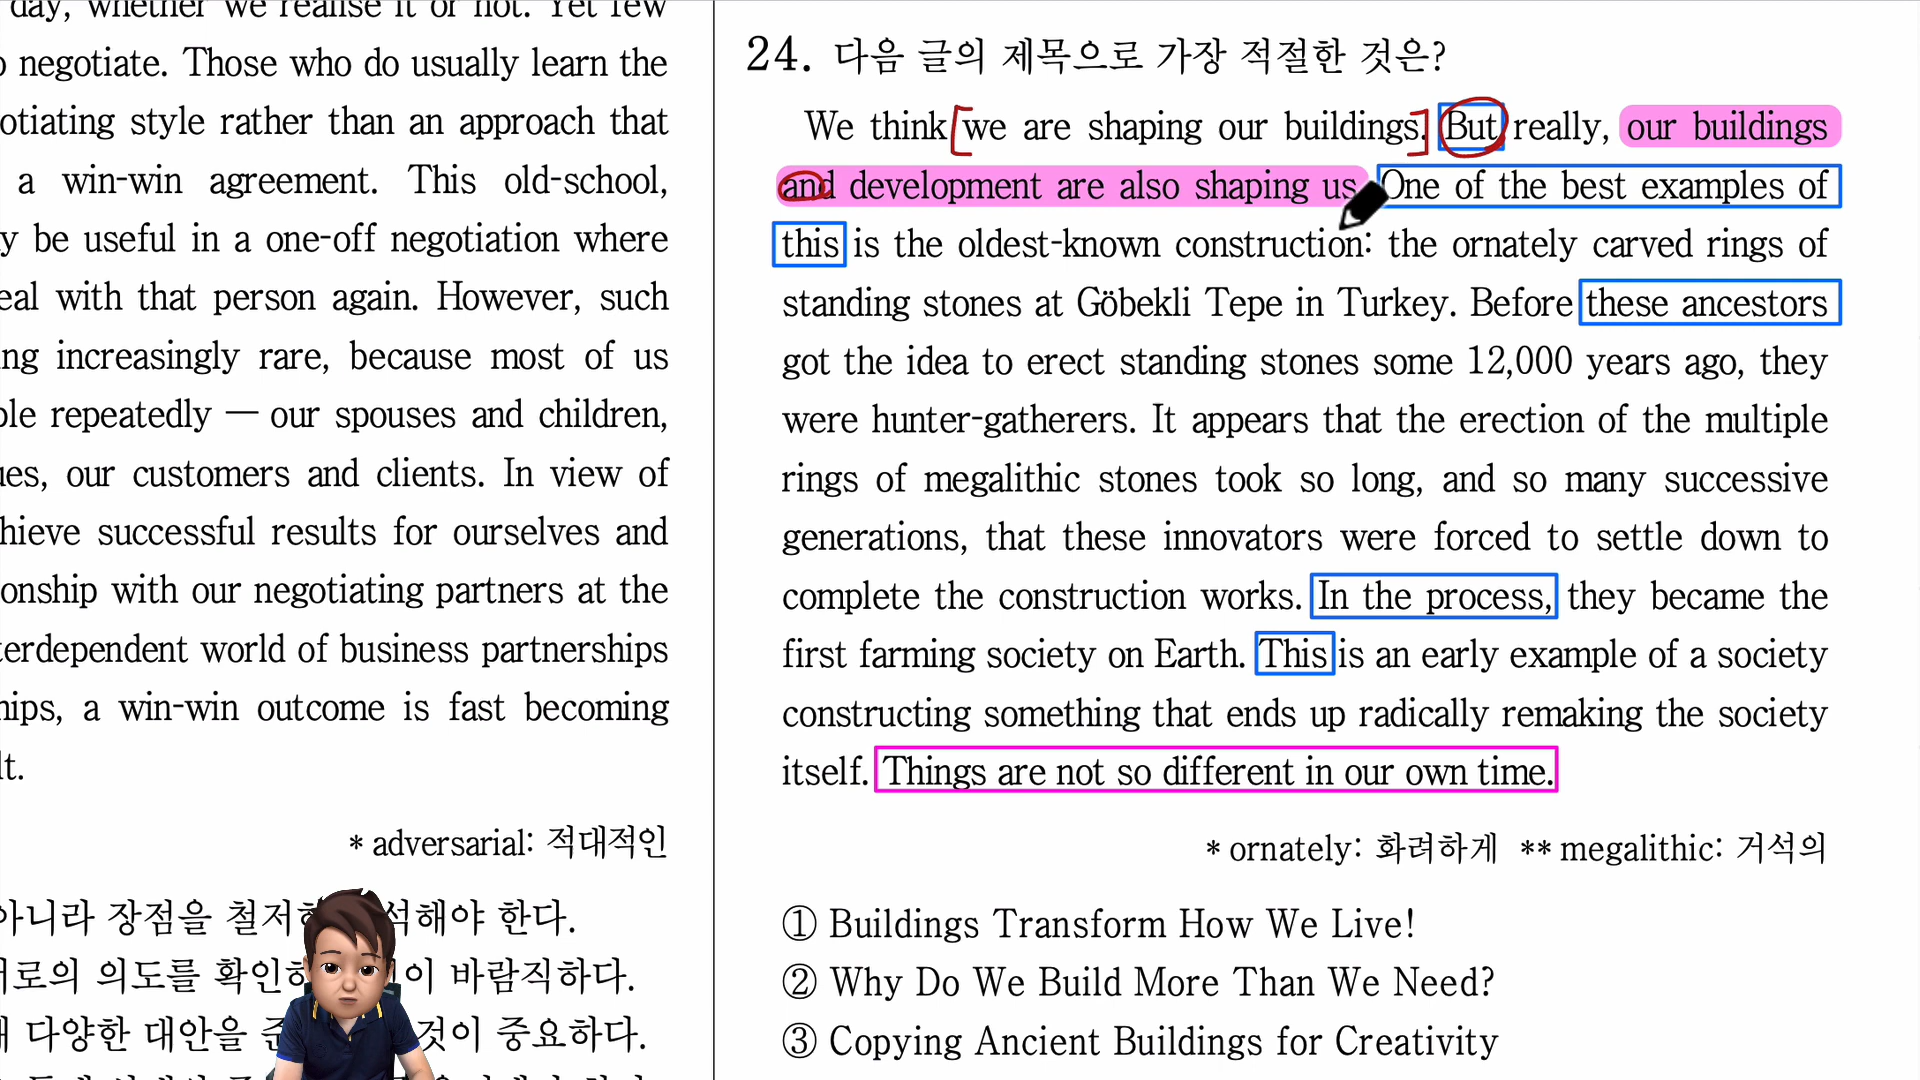 day, whether we realise it or not. Yet few
negotiate. Those who do usually learn the
negotiating style rather than an approach that
a win-win agreement. This old-school,
y be useful in a one-off negotiation where
eal with that person again. However, such
ng increasingly rare, because most of us
ple repeatedly — our spouses and children,
ues, our customers and clients. In view of
hieve successful results for ourselves and
onship with our negotiating partners at the
terdependent world of business partnerships
hips, a win-win outcome is fast becoming
lt.
* adversarial: 적대적인
아니라 장점을 석해야 한다.
의도를 이 바람직하다.
다양한 대안을 것이 중요하다.
24. 다음 글의 제목으로 가장 적절한 것은?
We think [we are shaping our buildings.] But really, our buildings
and development are also shaping us. One of the best examples of
this is the oldest-known construction: the ornately carved rings of
standing stones at Göbekli Tepe in Turkey. Before these ancestors
got the idea to erect standing stones some 12,000 years ago, they
were hunter-gatherers. It appears that the erection of the multiple
rings of megalithic stones took so long, and so many successive
generations, that these innovators were forced to settle down to
complete the construction works. In the process, they became the
first farming society on Earth. This is an early example of a society
constructing something that ends up radically remaking the society
itself. Things are not so different in our own time.
* ornately: 화려하게 ** megalithic: 거석의
① Buildings Transform How We Live!
② Why Do We Build More Than We Need?
③ Copying Ancient Buildings for Creativity